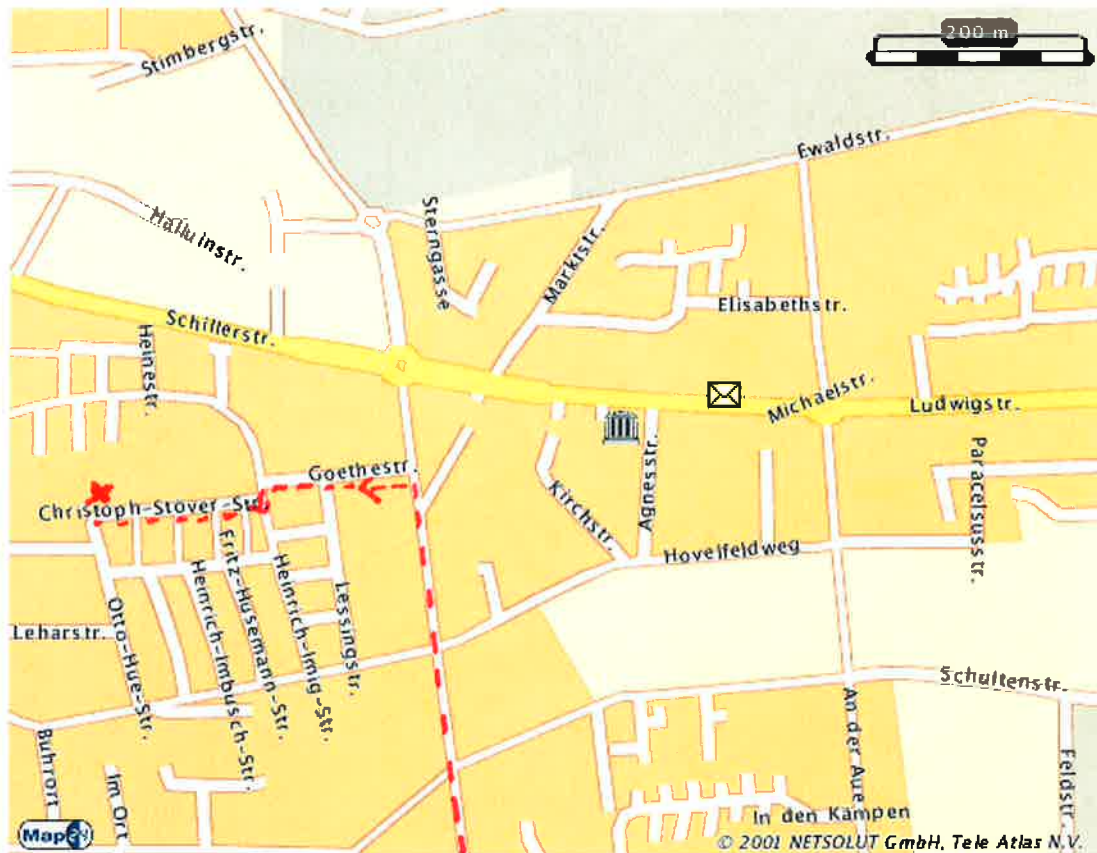 200 m
Stimbergstr.
Ewaldstr.
Halluinstr.
Sterngasse
Marktstr.
Elisabethstr.
Schillerstr.
Heinestr.
Michaelstr.
Ludwigstr.
Goethestr.
Christoph-Stover-Str.
Kirchstr.
Agnesstr.
Paracelsusstr.
Hovelfeldweg
Otto-Hue-Str.
Heinrich-Imbusch-Str.
Fritz-Husemann-Str.
Heinrich-Imig-Str.
Lessingstr.
Leharstr.
Schultenstr.
Buhrort
Im Ort
An der Aue
Feldstr.
In den Kampen
Map24
© 2001 NETSOLUT GmbH, Tele Atlas N.V.